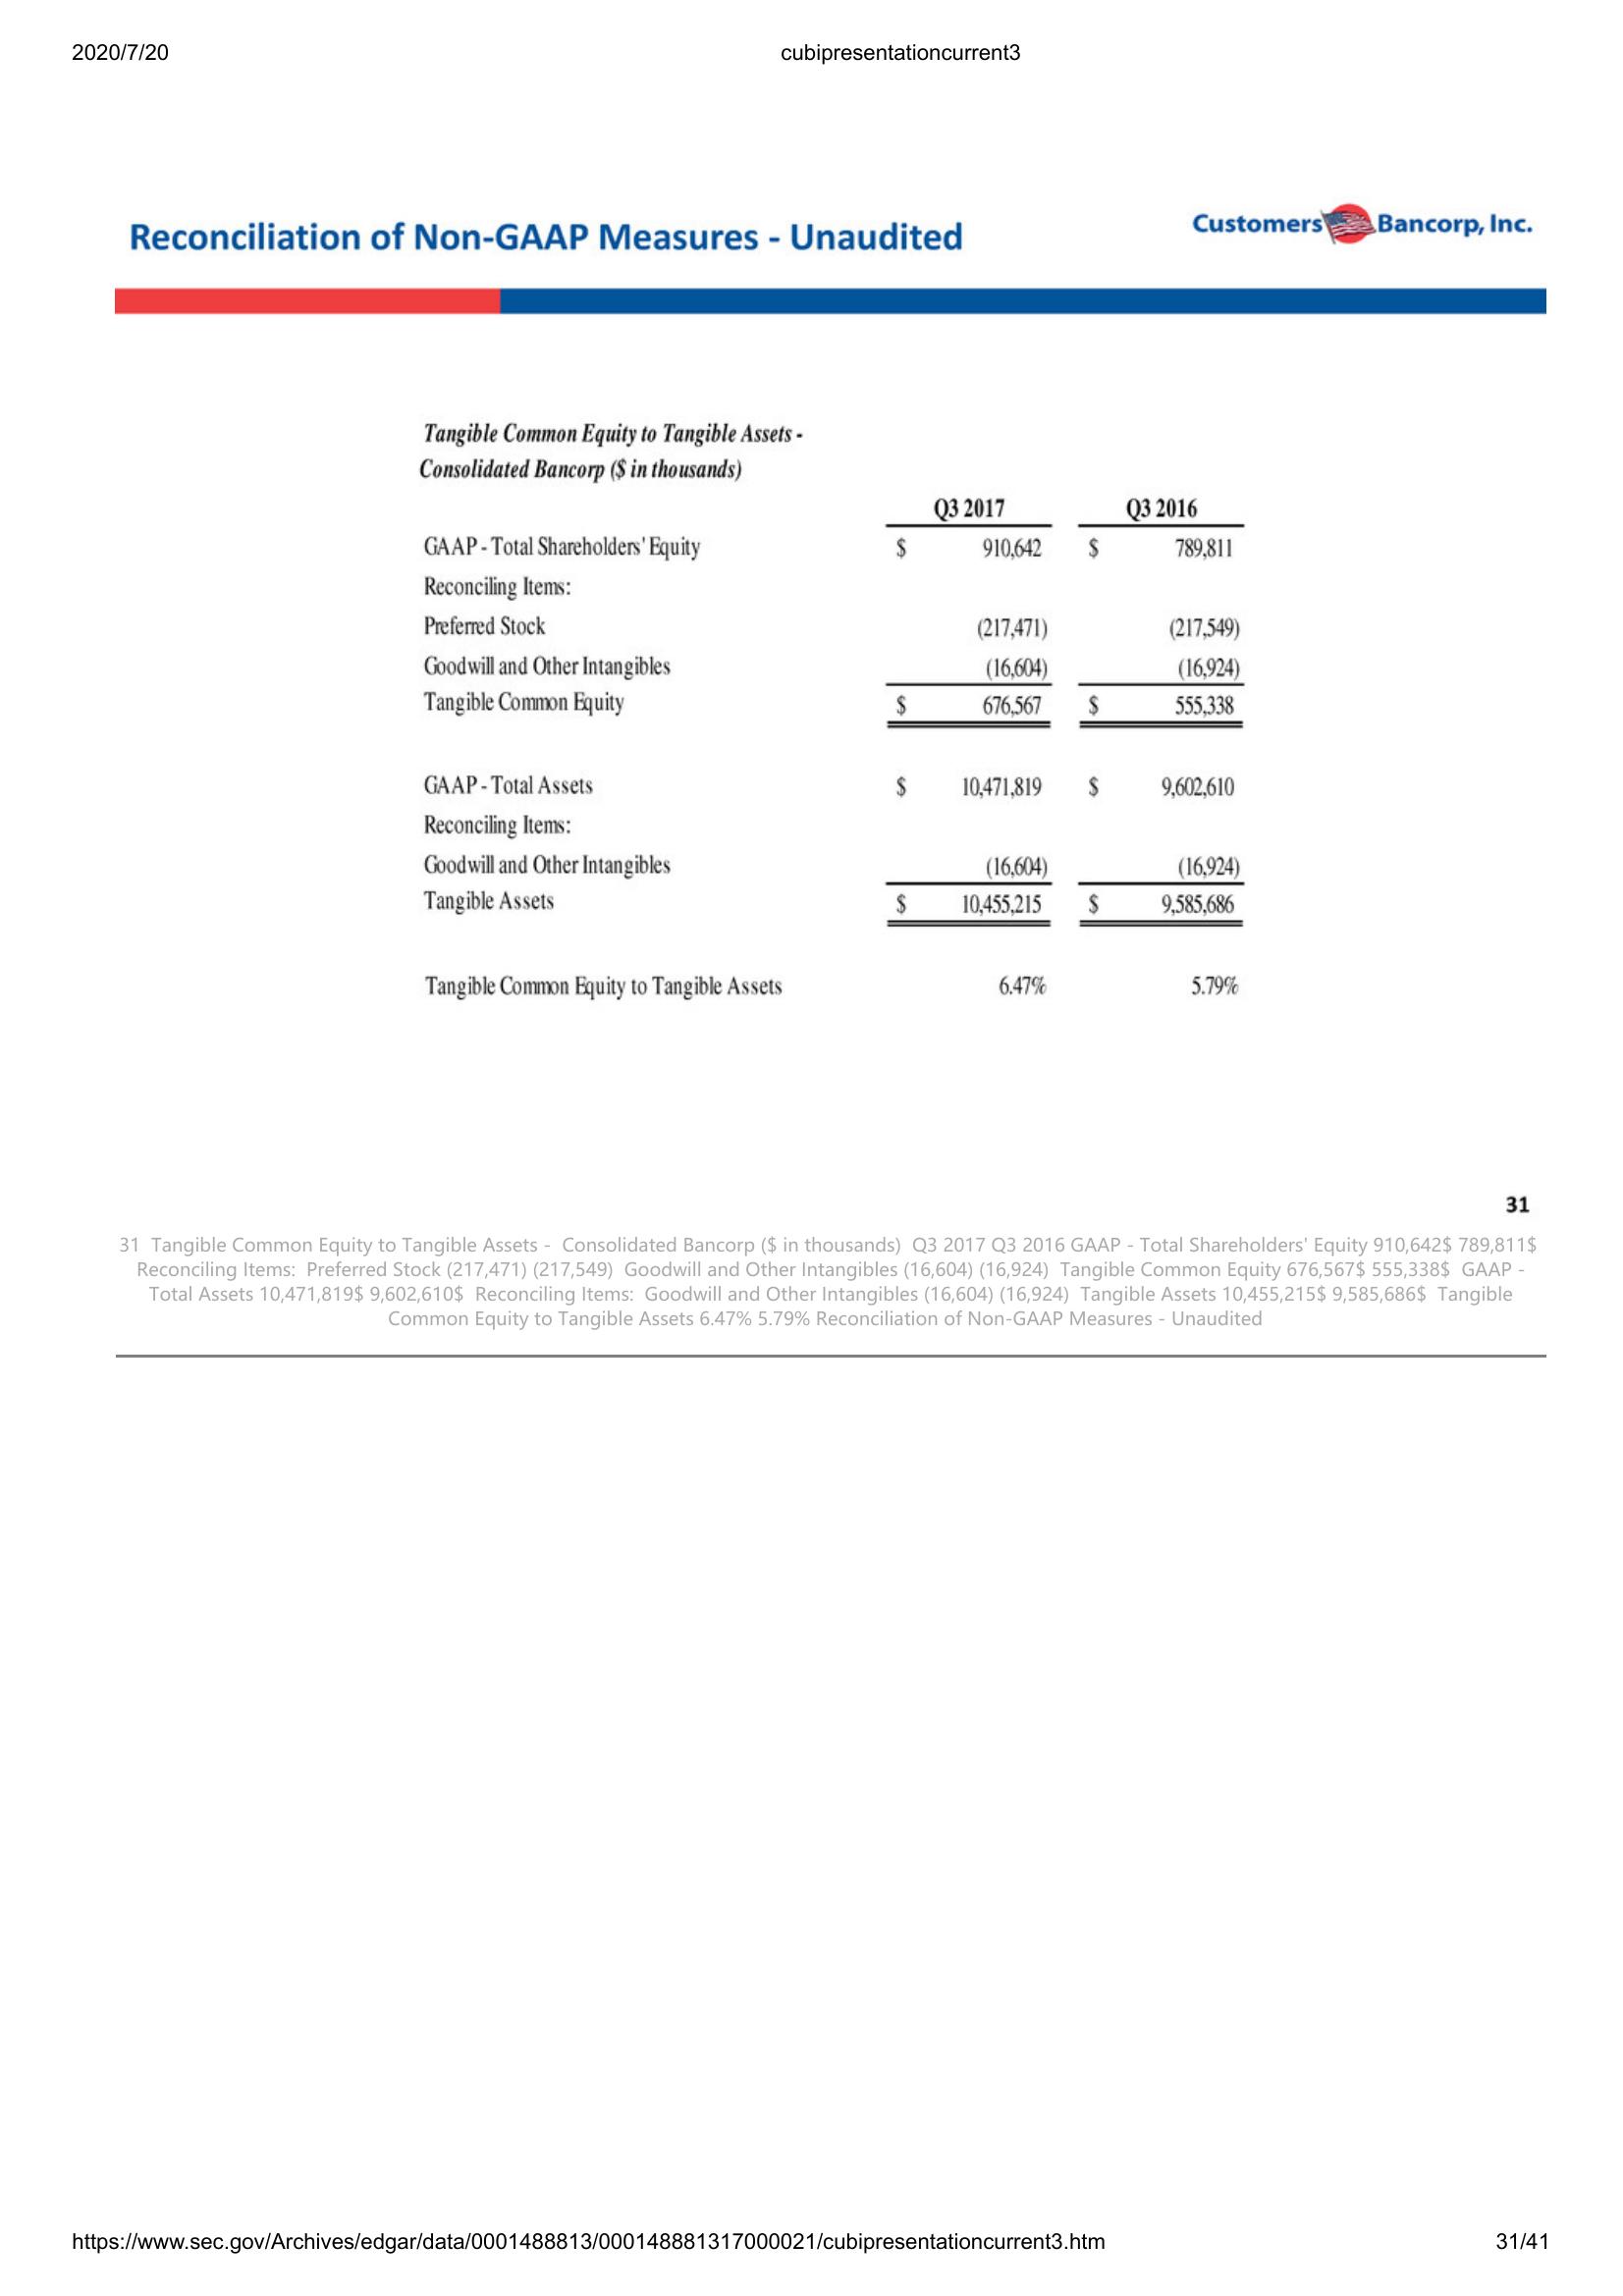 2020/7/20 cubipresentationcurrent3
Reconciliation of Non-GAAP Measures - Unaudited
Customers Bancorp, Inc.
Tangible Common Equity to Tangible Assets -
Consolidated Bancorp ($ in thousands)
Q3 2017 Q3 2016
GAAP - Total Shareholders' Equity $ 910,642 $ 789,811
Reconciling Items:
Preferred Stock (217,471) (217,549)
Goodwill and Other Intangibles (16,604) (16,924)
Tangible Common Equity $ 676,567 $ 555,338
GAAP - Total Assets $ 10,471,819 $ 9,602,610
Reconciling Items:
Goodwill and Other Intangibles (16,604) (16,924)
Tangible Assets $ 10,455,215 $ 9,585,686
Tangible Common Equity to Tangible Assets 6.47% 5.79%
31
31 Tangible Common Equity to Tangible Assets - Consolidated Bancorp ($ in thousands) Q3 2017 Q3 2016 GAAP - Total Shareholders' Equity 910,642$ 789,811$
Reconciling Items: Preferred Stock (217,471) (217,549) Goodwill and Other Intangibles (16,604) (16,924) Tangible Common Equity 676,567$ 555,338$ GAAP -
Total Assets 10,471,819$ 9,602,610$ Reconciling Items: Goodwill and Other Intangibles (16,604) (16,924) Tangible Assets 10,455,215$ 9,585,686$ Tangible
Common Equity to Tangible Assets 6.47% 5.79% Reconciliation of Non-GAAP Measures - Unaudited
https://www.sec.gov/Archives/edgar/data/0001488813/000148881317000021/cubipresentationcurrent3.htm 31/41